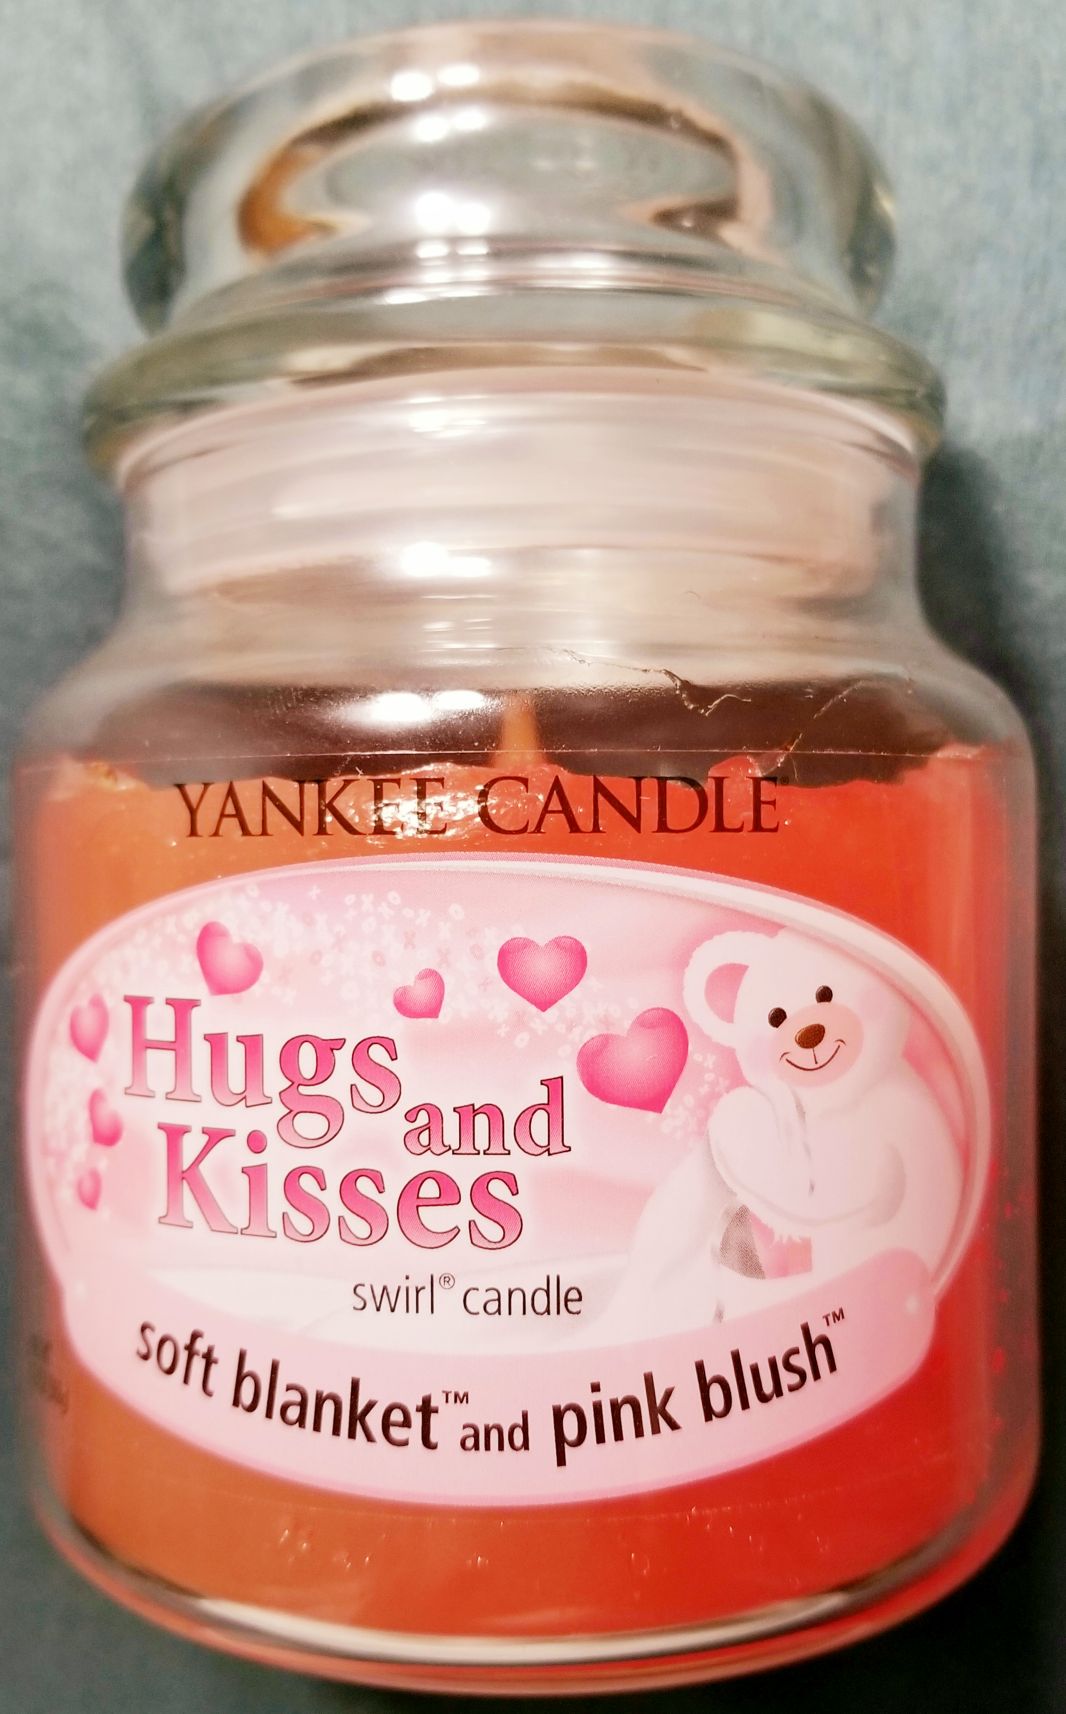 YANKEE CANDLE®
Hugs
and
Kisses
swirl® candle
soft blanket™ and pink blush™